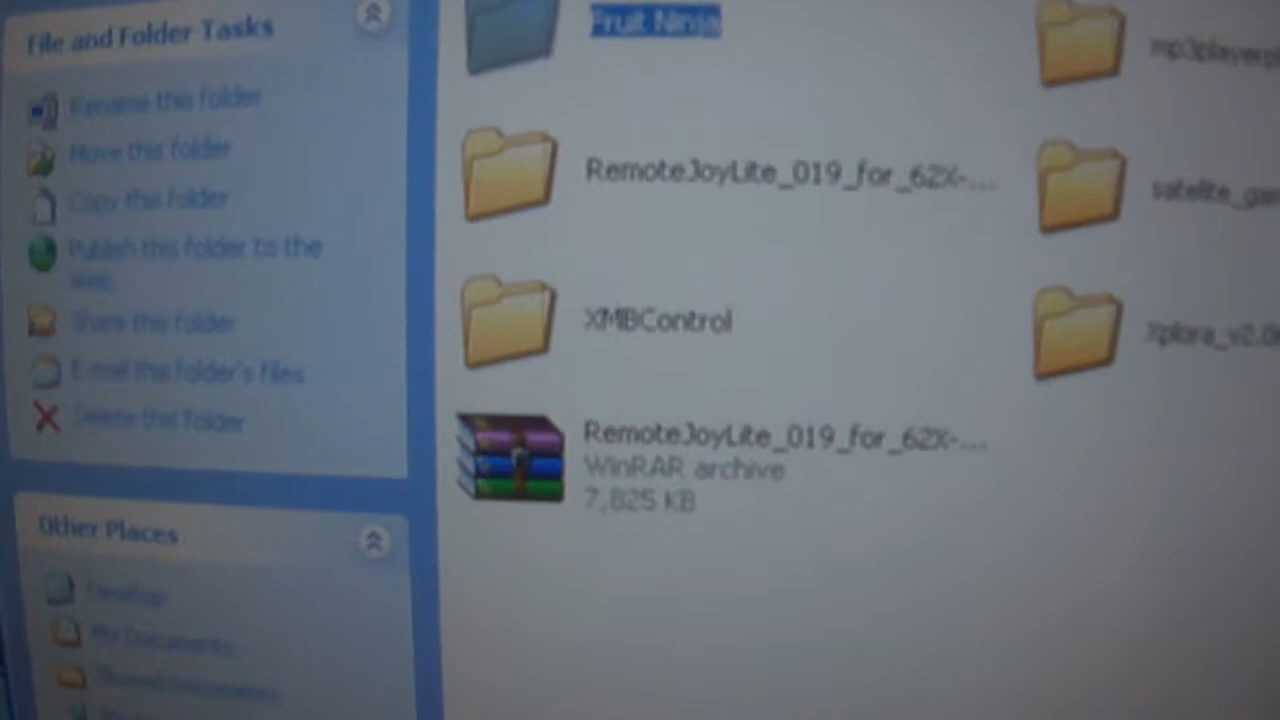 File and Folder Tasks
Rename this folder
Move this folder
Copy this folder
Publish this folder to the
web
Share this folder
E-mail this folder's files
Delete this folder
Other Places
Desktop
My Documents
Shared Documents
Fruit Ninja
RemoteJoyLite_019_for_62X-...
XMBControl
RemoteJoyLite_019_for_62X-...
WinRAR archive
7,825 KB
mp3playerp
satelite_gam
Xplora_v2.0